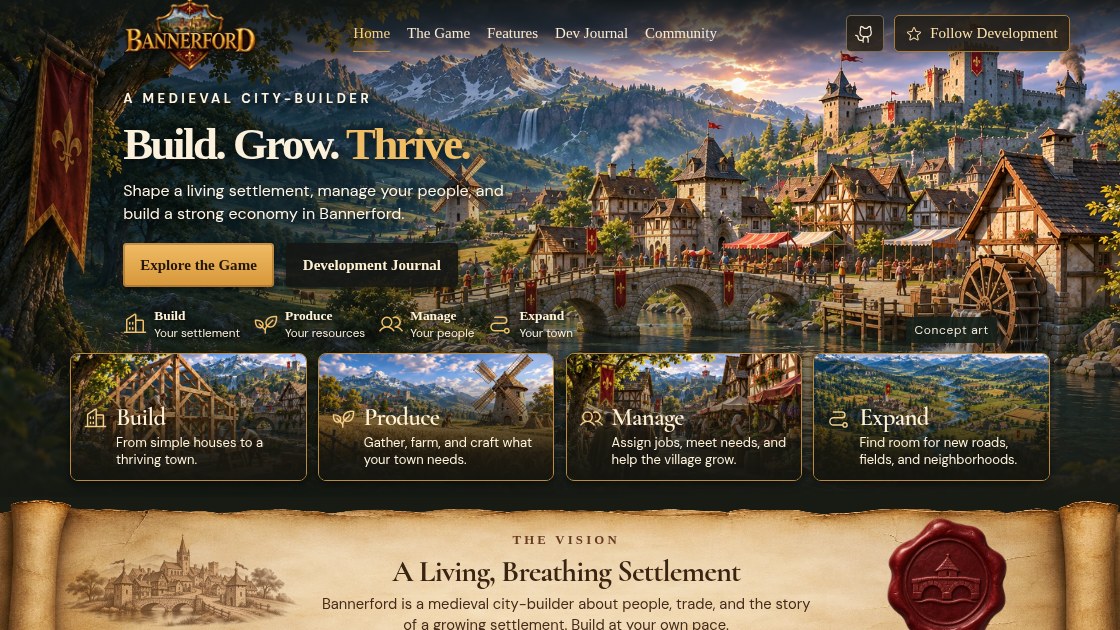 BANNERFORD
Home The Game Features Dev Journal Community
Follow Development
A MEDIEVAL CITY-BUILDER
Build. Grow. Thrive.
Shape a living settlement, manage your people, and
build a strong economy in Bannerford.
Explore the Game
Development Journal
Build
Your settlement
Produce
Your resources
Manage
Your people
Expand
Your town
Concept art
Build
From simple houses to a
thriving town.
Produce
Gather, farm, and craft what
your town needs.
Manage
Assign jobs, meet needs, and
help the village grow.
Expand
Find room for new roads,
fields, and neighborhoods.
THE VISION
A Living, Breathing Settlement
Bannerford is a medieval city-builder about people, trade, and the story
of a growing settlement. Build at your own pace.